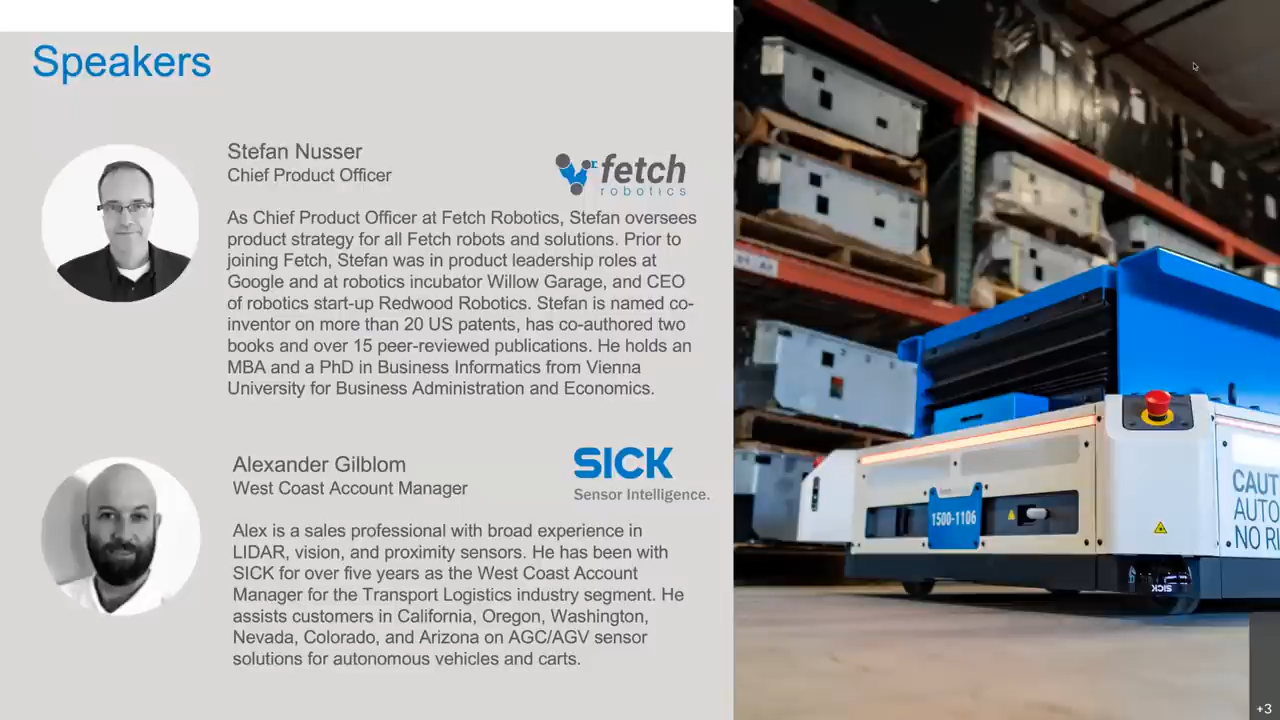 Speakers
Stefan Nusser
Chief Product Officer
fetch
robotics
As Chief Product Officer at Fetch Robotics, Stefan oversees
product strategy for all Fetch robots and solutions. Prior to
joining Fetch, Stefan was in product leadership roles at
Google and at robotics incubator Willow Garage, and CEO
of robotics start-up Redwood Robotics. Stefan is named co-
inventor on more than 20 US patents, has co-authored two
books and over 15 peer-reviewed publications. He holds an
MBA and a PhD in Business Informatics from Vienna
University for Business Administration and Economics.
Alexander Gilblom
West Coast Account Manager
SICK
Sensor Intelligence.
Alex is a sales professional with broad experience in
LIDAR, vision, and proximity sensors. He has been with
SICK for over five years as the West Coast Account
Manager for the Transport Logistics industry segment. He
assists customers in California, Oregon, Washington,
Nevada, Colorado, and Arizona on AGC/AGV sensor
solutions for autonomous vehicles and carts.
1500-1106
CAUT
AUTO
NO RI
SICK
+3